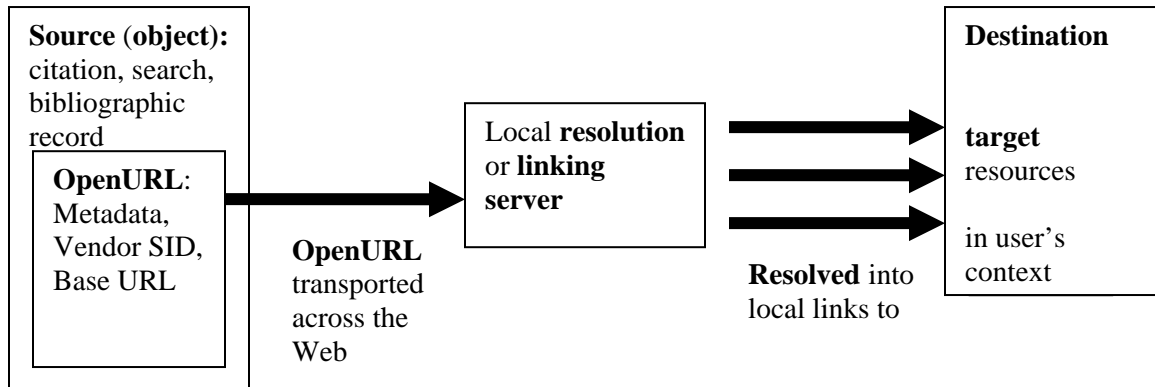 Source (object):
citation, search,
bibliographic
record
OpenURL:
Metadata,
Vendor SID,
Base URL
OpenURL
transported
across the
Web
Local resolution
or linking
server
Resolved into
local links to
Destination
target
resources
in user’s
context